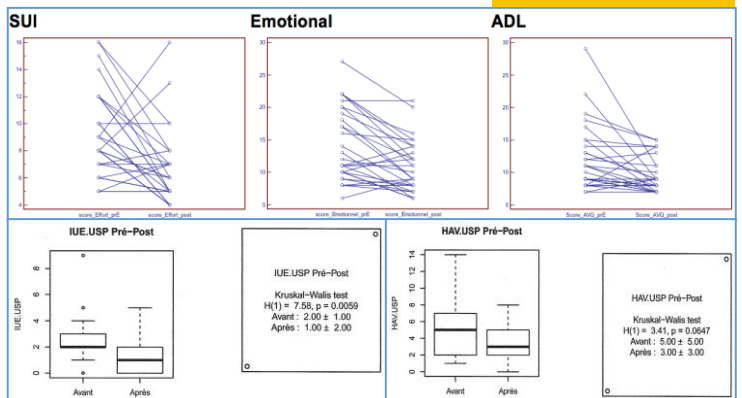 SUI
Emotional
ADL
16
14
12
10
8
6
4
score_Effort_prE
score_Effort_post
30
25
20
15
10
5
score_Emotionnel_prE
score_Emotionnel_post
30
25
20
15
10
5
Score_AVQ_prE
Score_AVQ_post
IUE.USP Pré-Post
IUE.USP
8
6
4
2
0
Avant
Après
IUE.USP Pré-Post
Kruskal-Walis test
H(1) = 7.58, p = 0.0059
Avant : 2.00 ± 1.00
Après : 1.00 ± 2.00
HAV.USP Pré-Post
HAV.USP
14
12
10
8
6
4
2
0
Avant
Après
HAV.USP Pré-Post
Kruskal-Walis test
H(1) = 3.41, p = 0.0647
Avant : 5.00 ± 5.00
Après : 3.00 ± 3.00